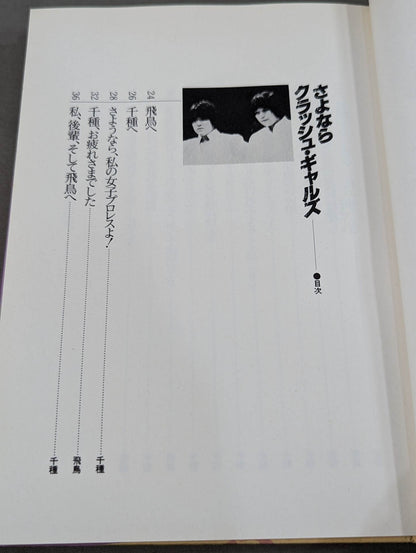 さよなら
クラッシュ・ギャルズ
●目次
24 飛鳥へ
26 千種へ
28 さようなら、私の女子プロレスよ！ 千種
32 千種、お疲れさまでした 飛鳥
36 私、後輩、そして飛鳥へ 千種